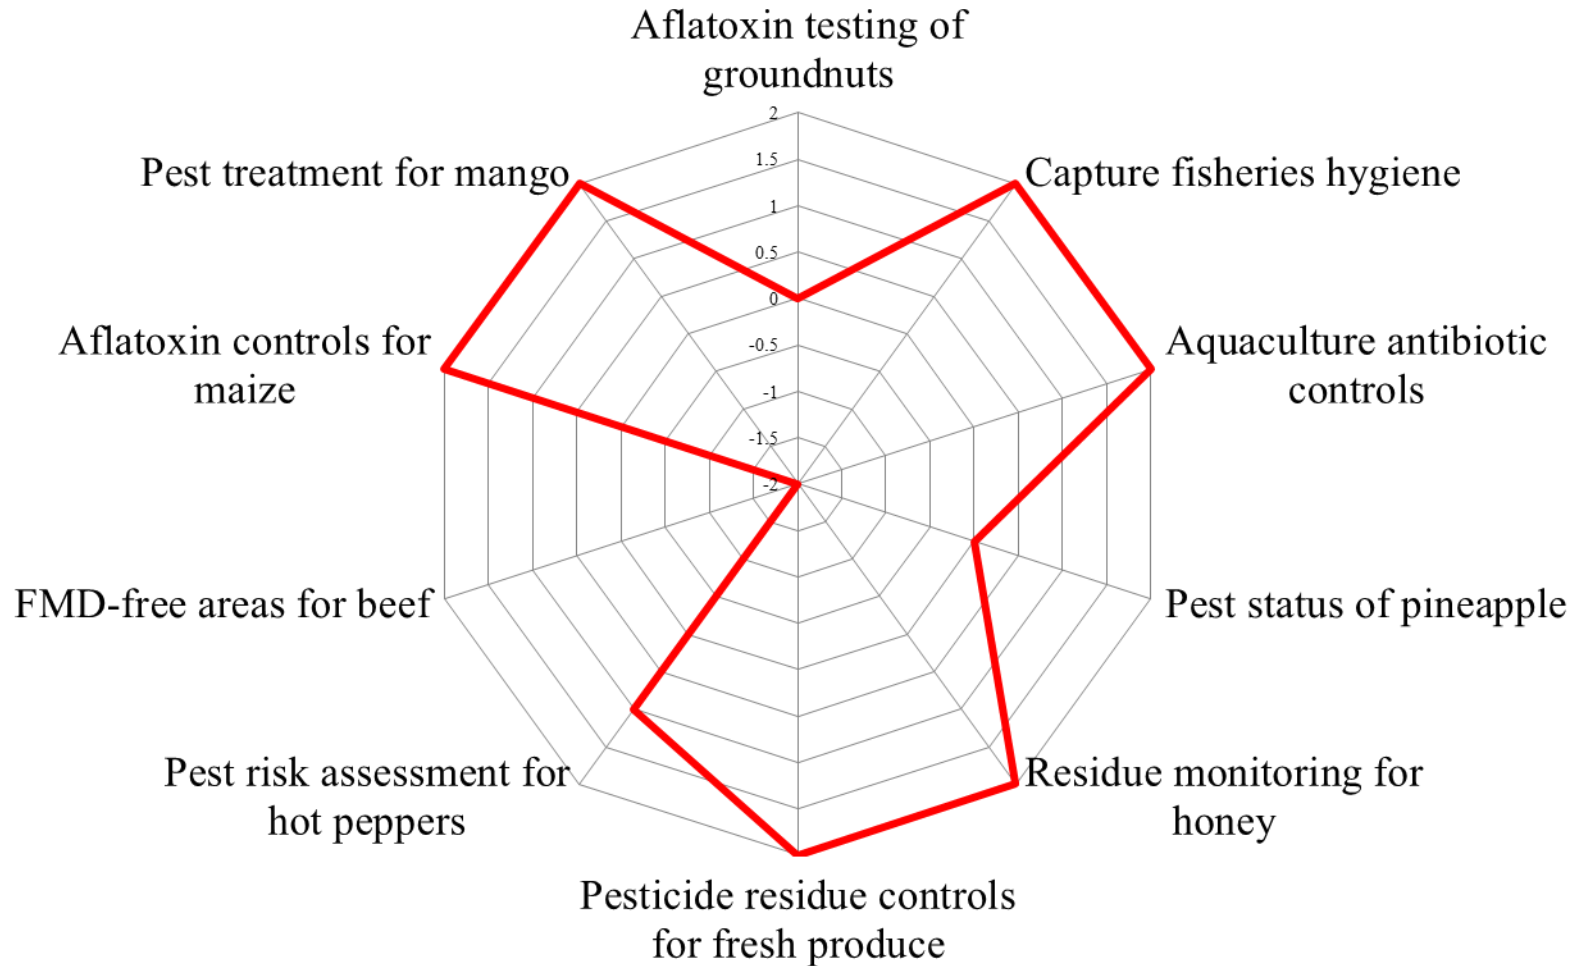 Aflatoxin testing of
groundnuts
2
1.5
1
0.5
0
-0.5
-1
-1.5
-2
Capture fisheries hygiene
Aquaculture antibiotic
controls
Pest status of pineapple
Residue monitoring for
honey
Pesticide residue controls
for fresh produce
Pest risk assessment for
hot peppers
FMD-free areas for beef
Aflatoxin controls for
maize
Pest treatment for mango